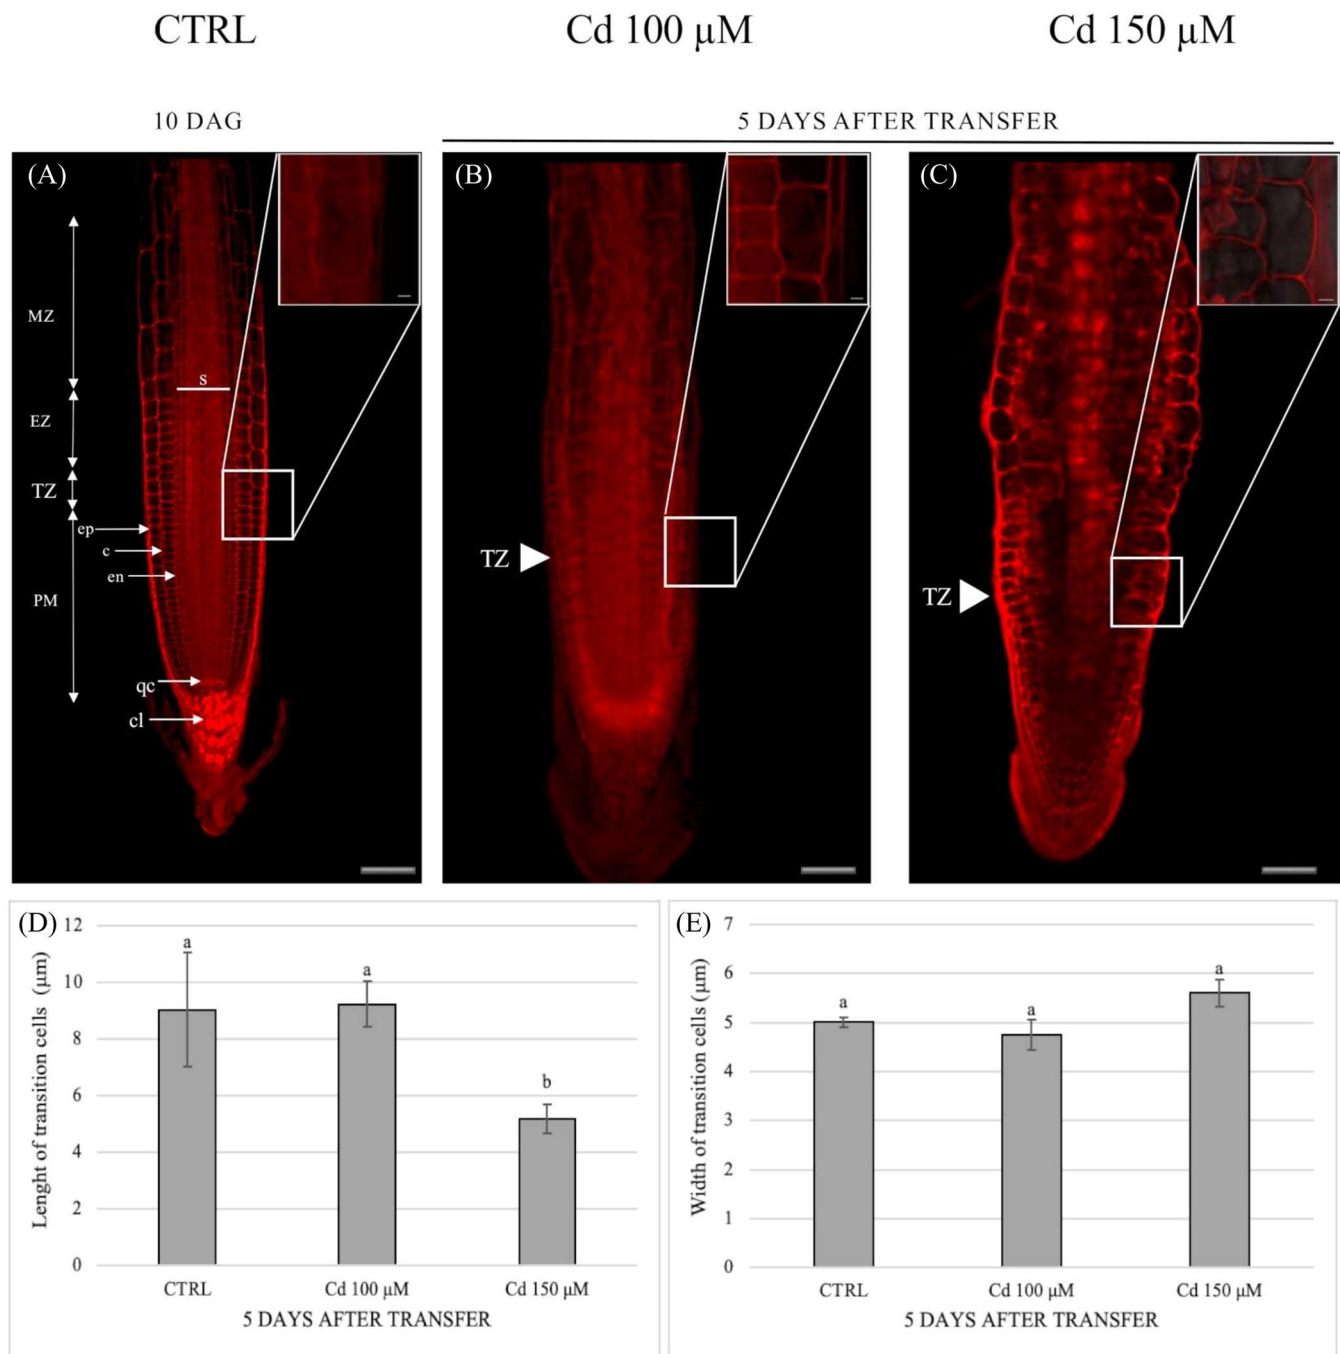 CTRL Cd 100 μM Cd 150 μM
10 DAG 5 DAYS AFTER TRANSFER
(A) (B) (C)
MZ
s
EZ
TZ
ep
c
en
PM
qc
cl
TZ
TZ
(D)
Lenght of transition cells (μm)
12
10
8
6
4
2
0
a
a
b
CTRL Cd 100 μM Cd 150 μM
5 DAYS AFTER TRANSFER
(E)
Width of transition cells (μm)
7
6
5
4
3
2
1
0
a
a
a
CTRL Cd 100 μM Cd 150 μM
5 DAYS AFTER TRANSFER